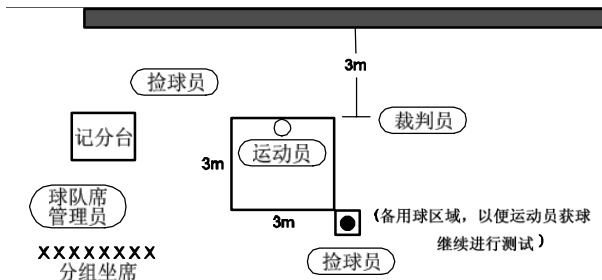 3m
捡球员
裁判员
记分台
运动员
3m
球队席
管理员
3m
(备用球区域，以便运动员获球
继续进行测试)
XXXXXXXX
分组坐席
捡球员